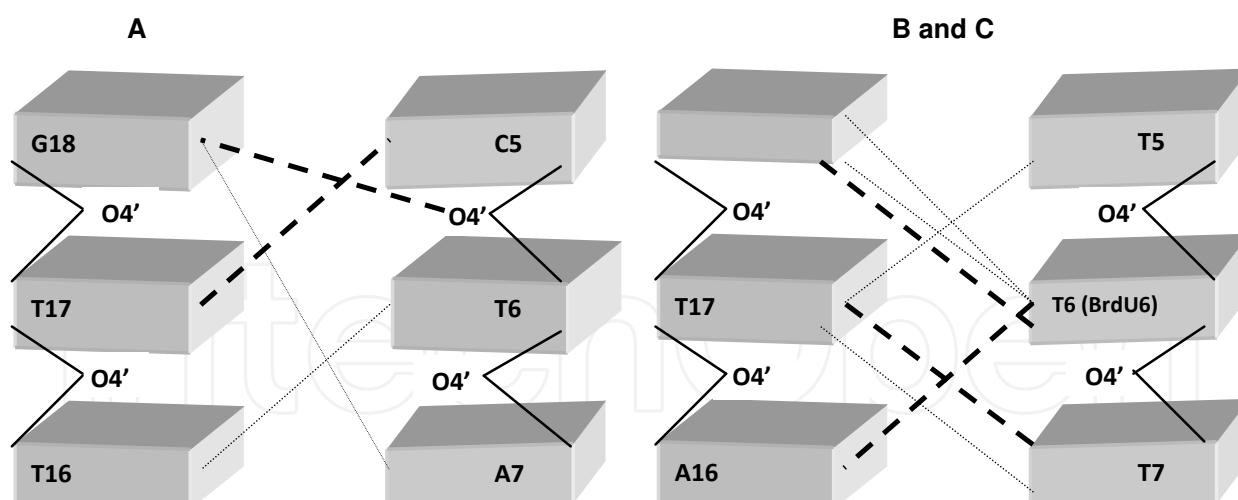 A
B and C
G18
C5
T5
O4'
O4'
O4'
O4'
T17
T6
T17
T6 (BrdU6)
O4'
O4'
O4'
O4'
T16
A7
A16
T7
intechopen